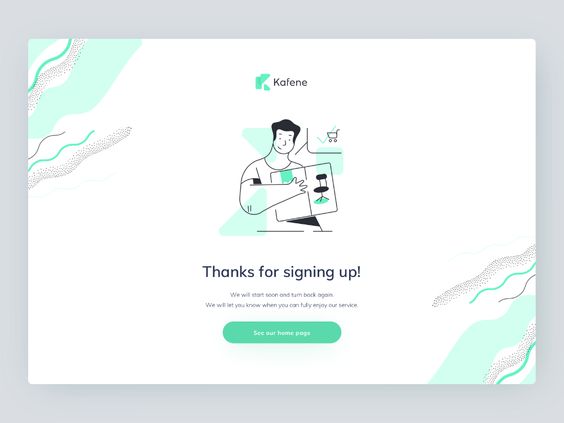 Kafene
Thanks for signing up!
We will start soon and turn back again.
We will let you know when you can fully enjoy our service.
See our home page